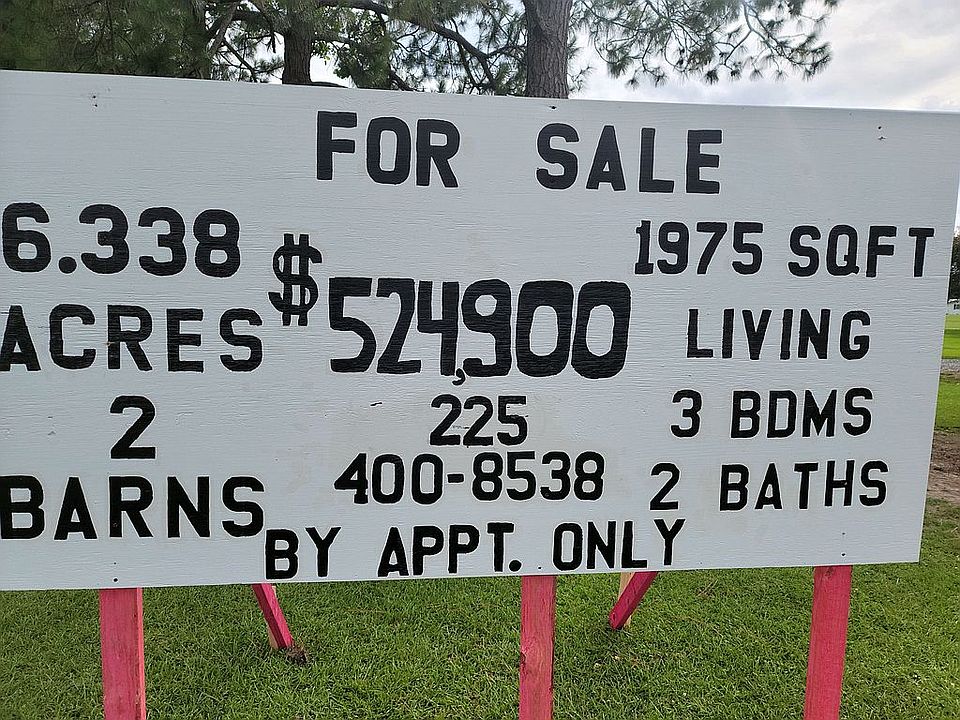 FOR SALE
6.338
ACRES
2
BARNS
$524,900
225
400-8538
1975 SQFT
LIVING
3 BDMS
2 BATHS
BY APPT. ONLY